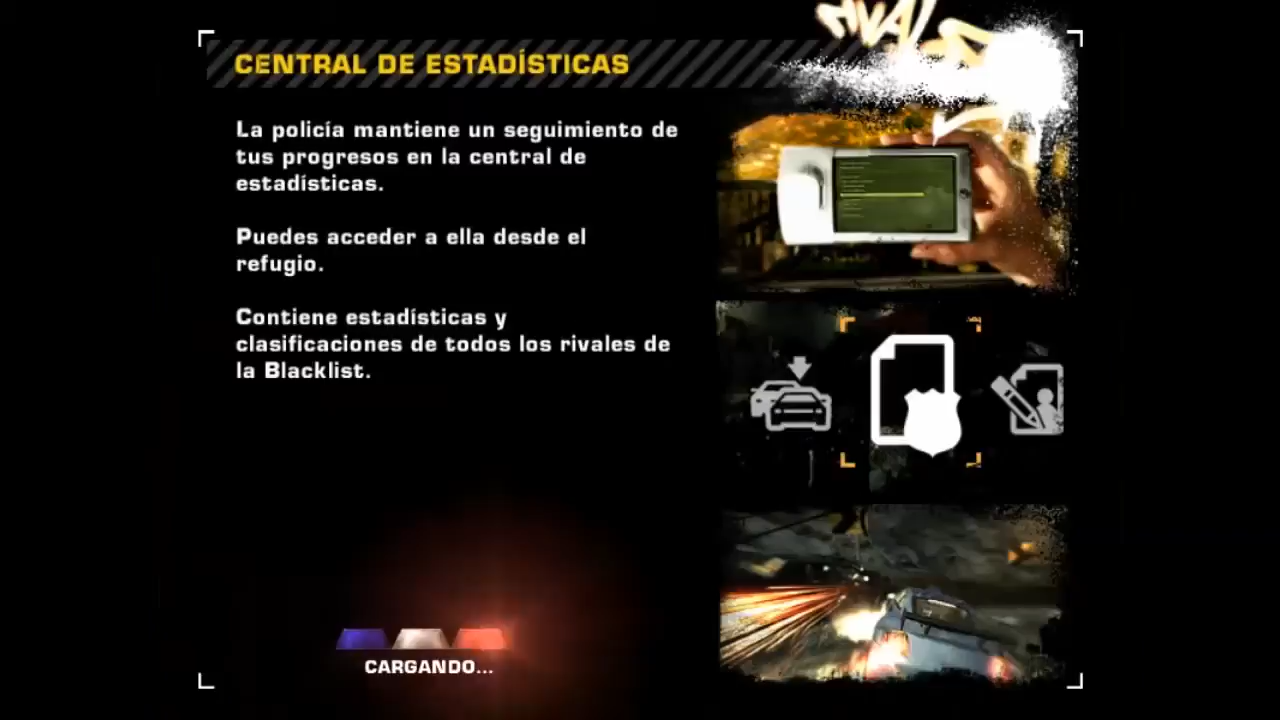 CENTRAL DE ESTADÍSTICAS
La policía mantiene un seguimiento de
tus progresos en la central de
estadísticas.
Puedes acceder a ella desde el
refugio.
Contiene estadísticas y
clasificaciones de todos los rivales de
la Blacklist.
CARGANDO...